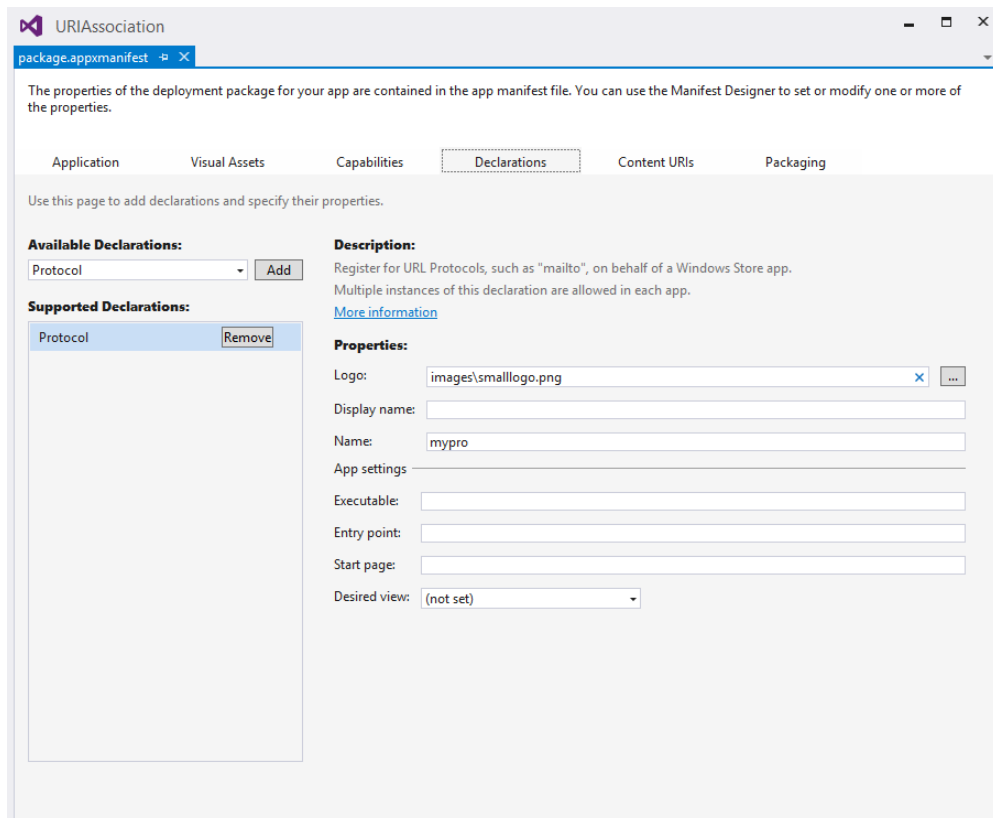 URIAssociation
package.appxmanifest
The properties of the deployment package for your app are contained in the app manifest file. You can use the Manifest Designer to set or modify one or more of
the properties.
Application Visual Assets Capabilities Declarations Content URIs Packaging
Use this page to add declarations and specify their properties.
Available Declarations:
Protocol Add
Supported Declarations:
Protocol Remove
Description:
Register for URL Protocols, such as "mailto", on behalf of a Windows Store app.
Multiple instances of this declaration are allowed in each app.
More information
Properties:
Logo: images\smalllogo.png ...
Display name:
Name: mypro
App settings
Executable:
Entry point:
Start page:
Desired view: (not set)